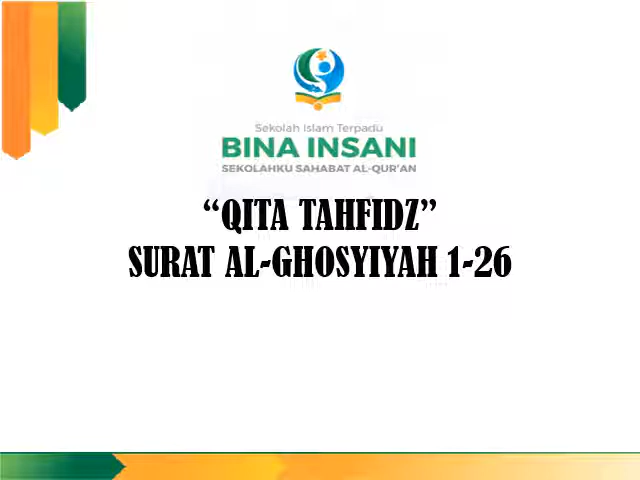 Sekolah Islam Terpadu
BINA INSANI
SEKOLAHKU SAHABAT AL-QUR'AN
“QITA TAHFIDZ”
SURAT AL-GHOSYIYAH 1-26